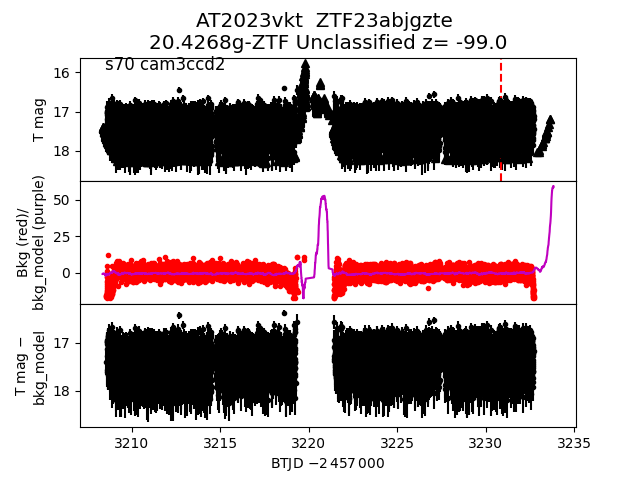 AT2023vkt  ZTF23abjgzte
20.4268g-ZTF Unclassified z= -99.0
s70 cam3ccd2
16
17
18
T mag
50
25
0
Bkg (red)/
bkg_model (purple)
17
18
T mag −
bkg_model
3210
3215
3220
3225
3230
3235
BTJD −2 457 000